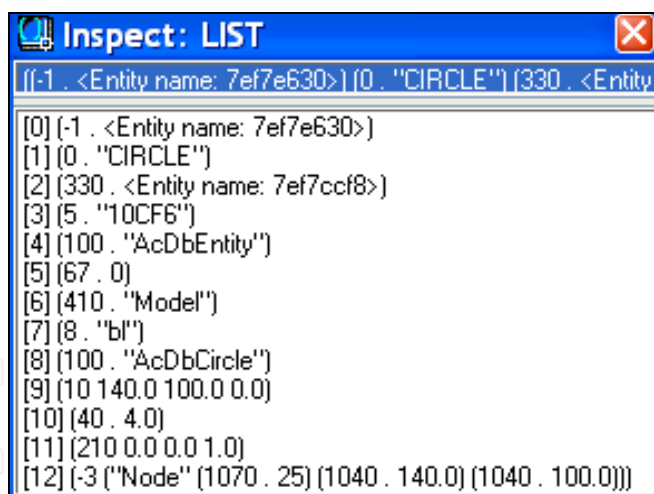 Inspect: LIST
((-1 . <Entity name: 7ef7e630>) (0 . "CIRCLE") (330 . <Entity
[0] (-1 . <Entity name: 7ef7e630>)
[1] (0 . "CIRCLE")
[2] (330 . <Entity name: 7ef7ccf8>)
[3] (5 . "10CF6")
[4] (100 . "AcDbEntity")
[5] (67 . 0)
[6] (410 . "Model")
[7] (8 . "bl")
[8] (100 . "AcDbCircle")
[9] (10 140.0 100.0 0.0)
[10] (40 . 4.0)
[11] (210 0.0 0.0 1.0)
[12] (-3 ("Node" (1070 . 25) (1040 . 140.0) (1040 . 100.0)))